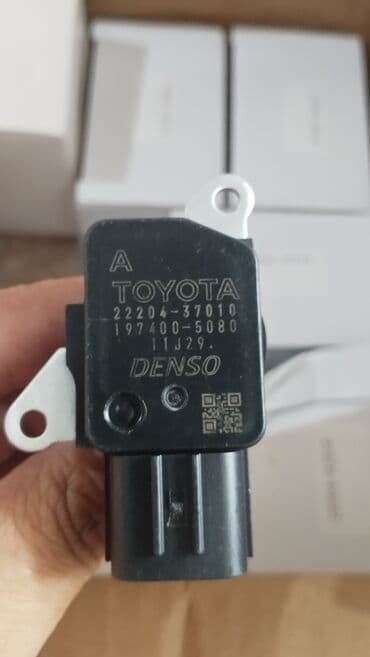 A
TOYOTA
22204-37010
197400-5080
11J29.
DENSO